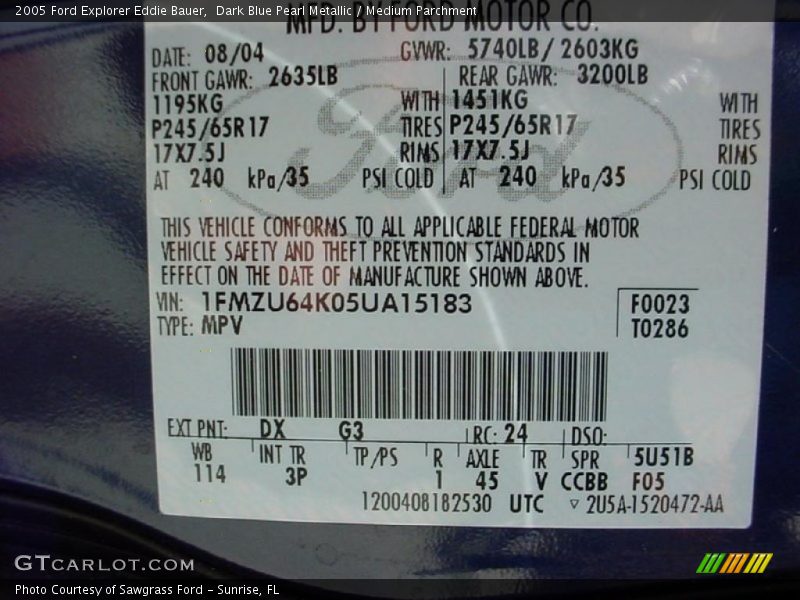 2005 Ford Explorer Eddie Bauer, Dark Blue Pearl Metallic / Medium Parchment
MFD. BY FORD MOTOR CO.
DATE: 08/04 GVWR: 5740LB / 2603KG
FRONT GAWR: 2635LB REAR GAWR: 3200LB
1195KG WITH 1451KG WITH
P245/65R17 TIRES P245/65R17 TIRES
17X7.5J RIMS 17X7.5J RIMS
AT 240 kPa/35 PSI COLD AT 240 kPa/35 PSI COLD
Ford
THIS VEHICLE CONFORMS TO ALL APPLICABLE FEDERAL MOTOR
VEHICLE SAFETY AND THEFT PREVENTION STANDARDS IN
EFFECT ON THE DATE OF MANUFACTURE SHOWN ABOVE.
VIN: 1FMZU64K05UA15183 F0023
TYPE: MPV T0286
EXT PNT: DX G3 RC: 24 DSO:
WB INT TR TP/PS R AXLE TR SPR 5U51B
114 3P 1 45 V CCBB F05
1200408182530 UTC ▽ 2U5A-1520472-AA
GTCARLOT.COM
Photo Courtesy of Sawgrass Ford - Sunrise, FL